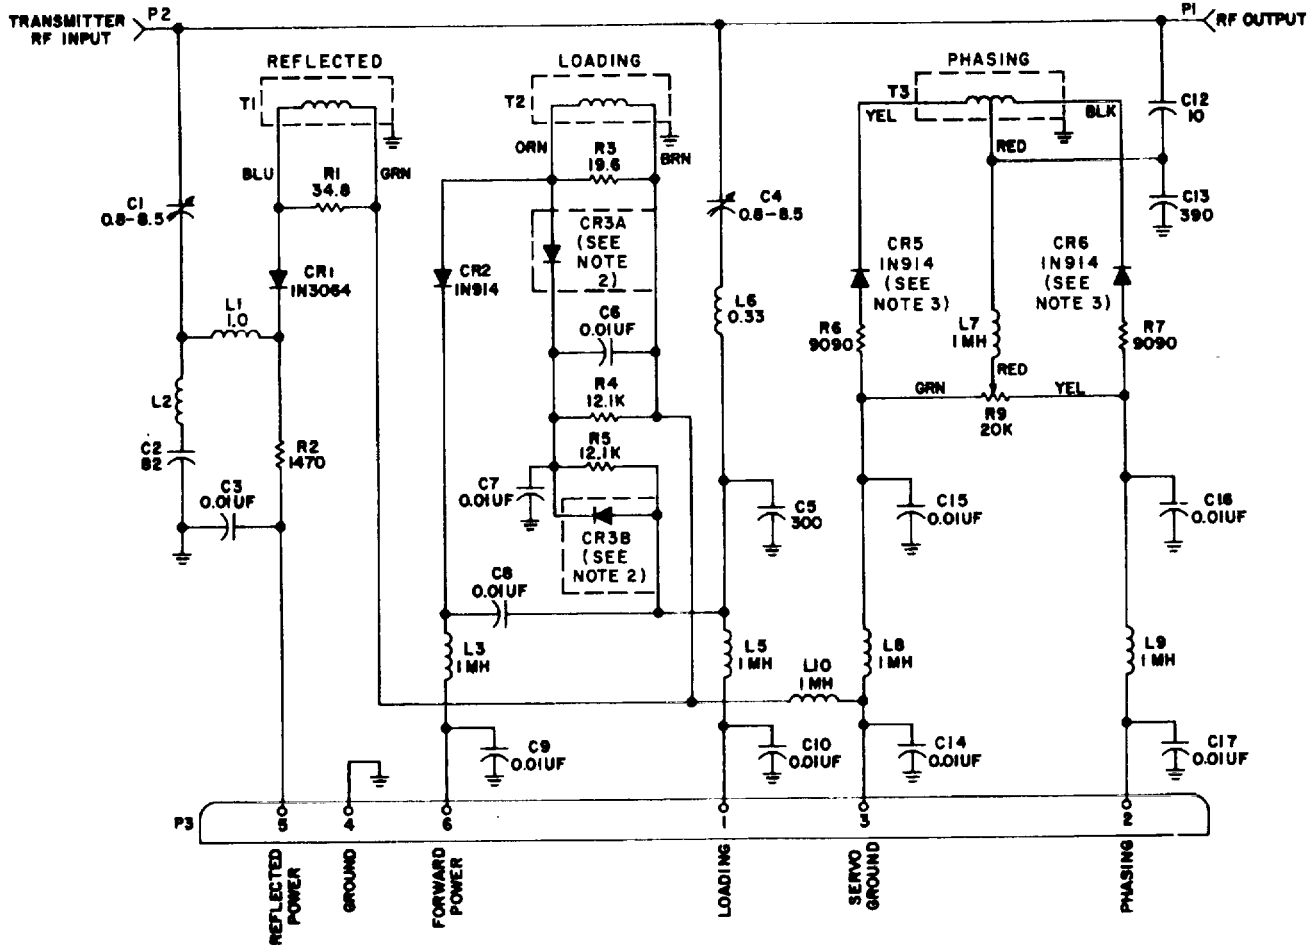 TRANSMITTER
RF INPUT
P2
P1
RF OUTPUT
REFLECTED
LOADING
PHASING
T1
T2
T3
YEL
BLK
C12
10
BLU
GRN
ORN
BRN
RED
R1
34.8
R3
19.6
C1
0.8-8.5
C4
0.8-8.5
C13
390
CR1
1N3064
CR2
1N914
CR3A
(SEE
NOTE
2)
CR5
1N914
(SEE
NOTE 3)
CR6
1N914
(SEE
NOTE 3)
L1
1.0
L6
0.33
C6
0.01UF
R6
9090
L7
1MH
R7
9090
L2
R4
12.1K
GRN
RED
YEL
R9
20K
C2
82
R2
1470
R5
12.1K
C3
0.01UF
C7
0.01UF
C5
300
C15
0.01UF
C16
0.01UF
CR3B
(SEE
NOTE 2)
C8
0.01UF
L3
1MH
L5
1MH
L10
1MH
L8
1MH
L9
1MH
C9
0.01UF
C10
0.01UF
C14
0.01UF
C17
0.01UF
P3
4
6
1
3
2
REFLECTED
POWER
GROUND
FORWARD
POWER
LOADING
SERVO
GROUND
PHASING